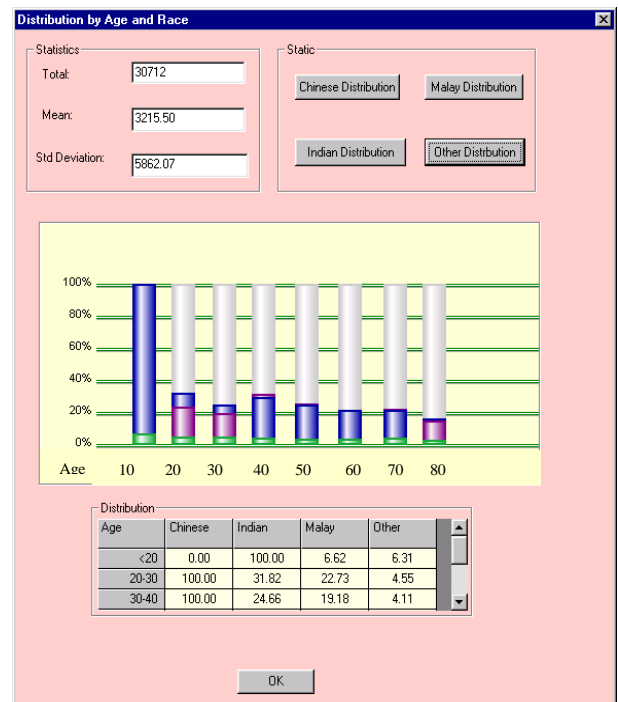 Distribution by Age and Race
Statistics
Total: 30712
Mean: 3215.50
Std Deviation: 5862.07
Static
Chinese Distribution Malay Distribution
Indian Distribution Other Distrbution
100%
80%
60%
40%
20%
0%
Age 10 20 30 40 50 60 70 80
Distribution
Age Chinese Indian Malay Other
<20 0.00 100.00 6.62 6.31
20-30 100.00 31.82 22.73 4.55
30-40 100.00 24.66 19.18 4.11
OK